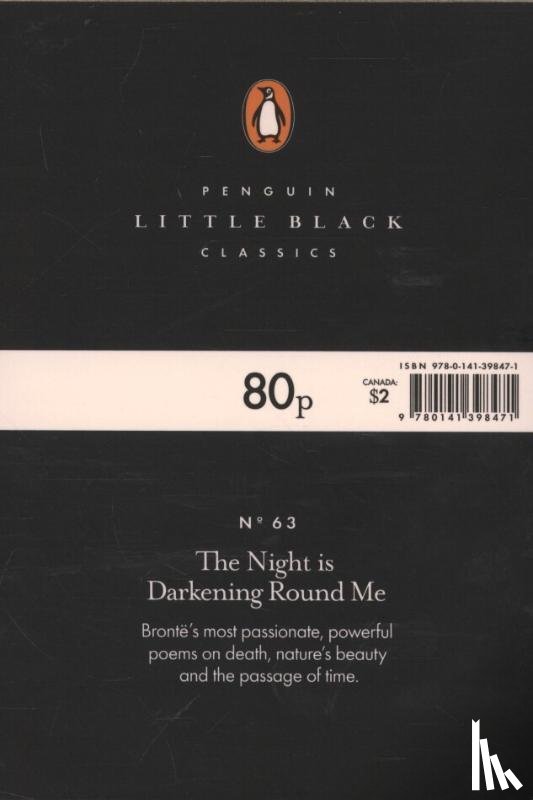 PENGUIN
LITTLE BLACK
CLASSICS
ISBN 978-0-141-39847-1
80p
CANADA:
$2
9 780141 398471
Nº 63
The Night is
Darkening Round Me
Brontë's most passionate, powerful
poems on death, nature's beauty
and the passage of time.